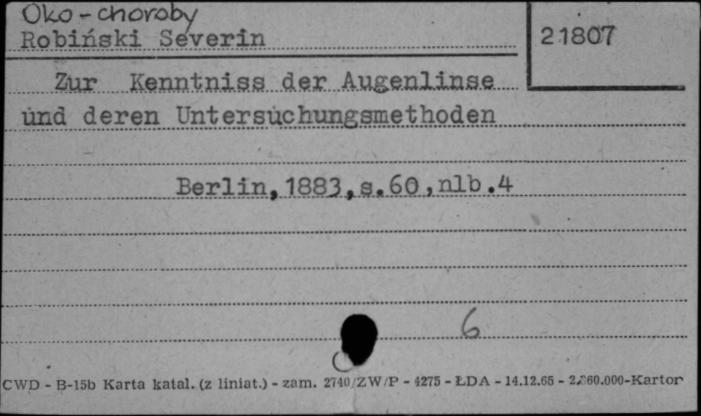 Oko-choroby
Robiński Severin
21807
Zur Kenntniss der Augenlinse
und deren Untersuchungsmethoden
Berlin,1883,s.60,nlb.4
6
CWD - B-15b Karta katal. (z liniat.) - zam. 2740/ZW/P - 4275 - ŁDA - 14.12.65 - 2.860.000-Kartor